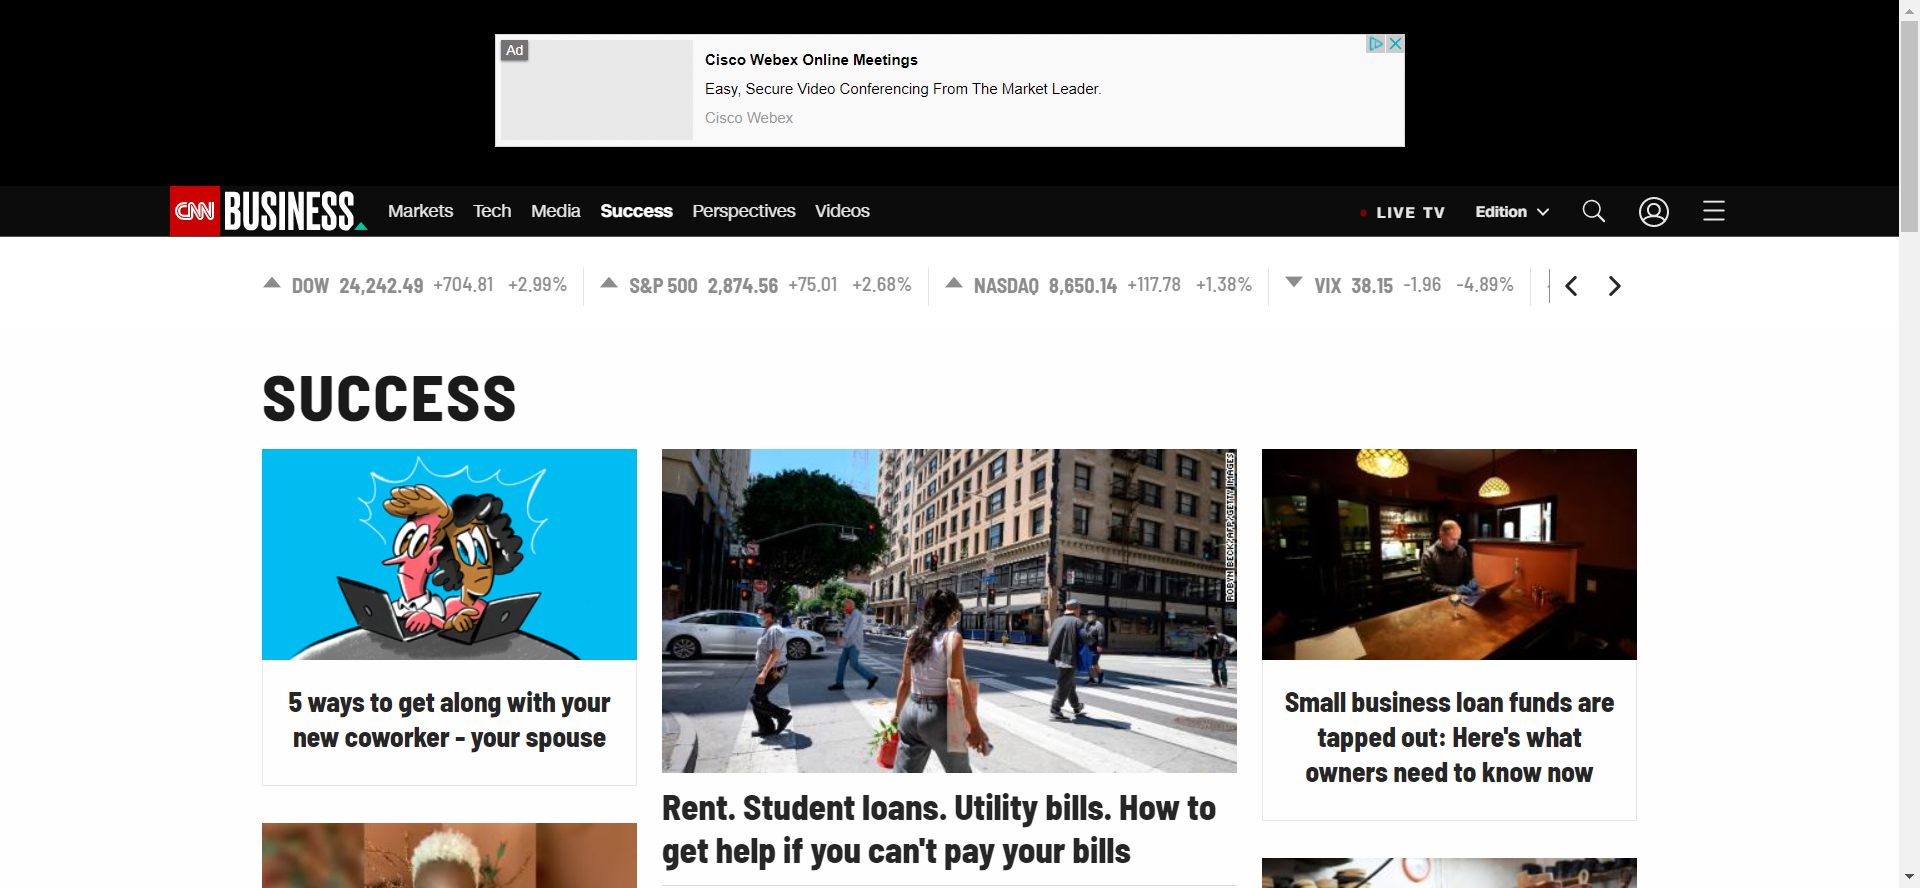 Ad
Cisco Webex Online Meetings
Easy, Secure Video Conferencing From The Market Leader.
Cisco Webex
CNN BUSINESS Markets Tech Media Success Perspectives Videos LIVE TV Edition
DOW 24,242.49 +704.81 +2.99% S&P 500 2,874.56 +75.01 +2.68% NASDAQ 8,650.14 +117.78 +1.38% VIX 38.15 -1.96 -4.89%
SUCCESS
5 ways to get along with your
new coworker - your spouse
ROBYN BECK/AFP/GETTY IMAGES
Rent. Student loans. Utility bills. How to
get help if you can't pay your bills
Small business loan funds are
tapped out: Here's what
owners need to know now